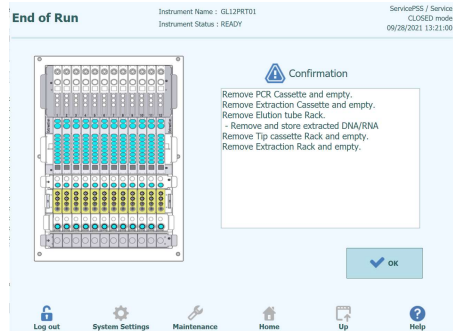 End of Run
Instrument Name : GL12PRT01
Instrument Status : READY
ServicePSS / Service
CLOSED mode
09/28/2021 13:21:00
Confirmation
Remove PCR Cassette and empty.
Remove Extraction Cassette and empty.
Remove Elution tube Rack.
- Remove and store extracted DNA/RNA
Remove Tip cassette Rack and empty.
Remove Extraction Rack and empty.
OK
Log out
System Settings
Maintenance
Home
Up
Help